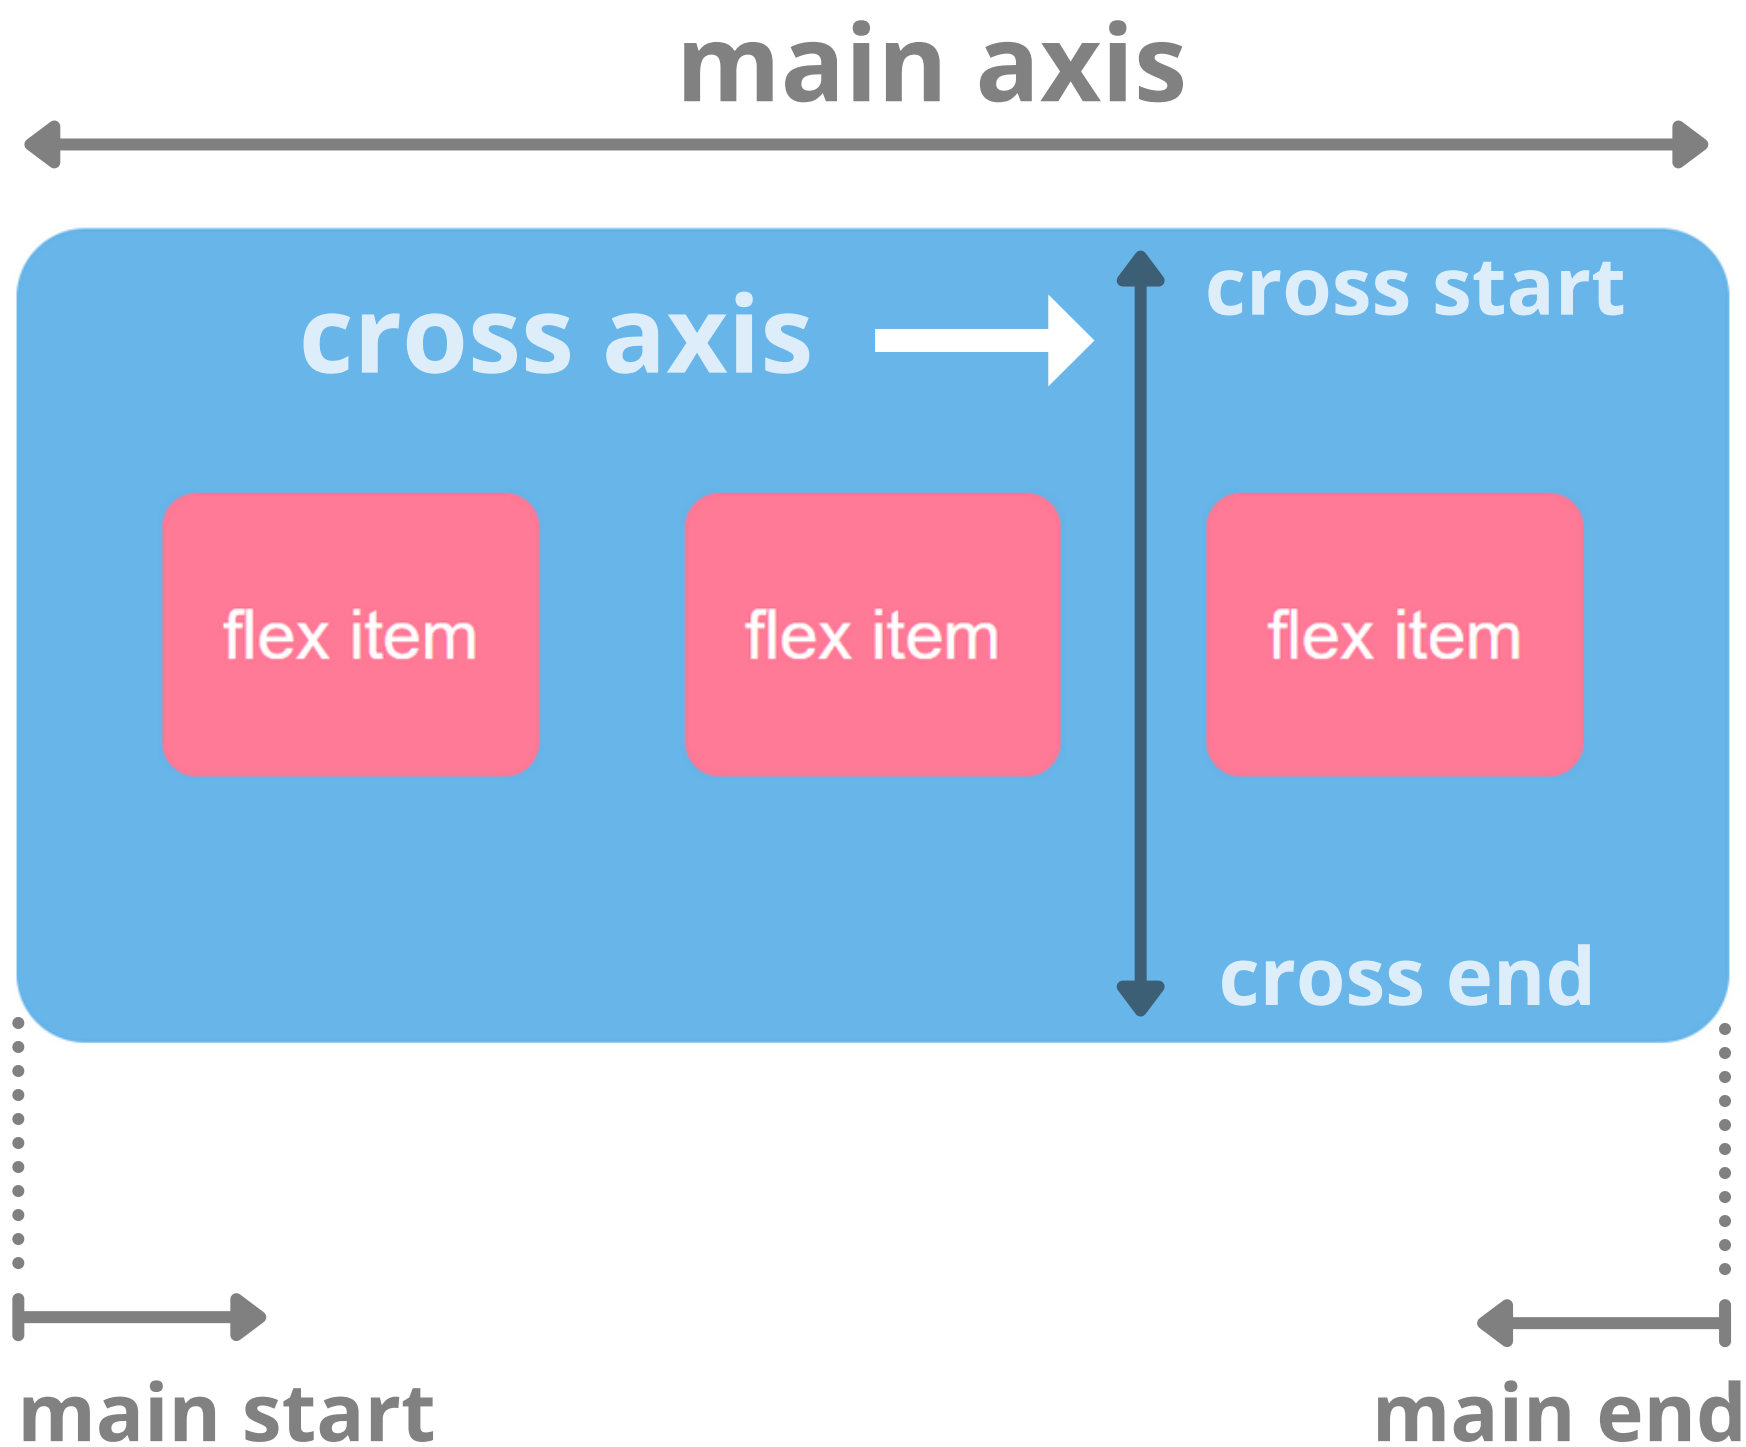 main axis
cross axis
cross start
flex item
flex item
flex item
cross end
main start
main end